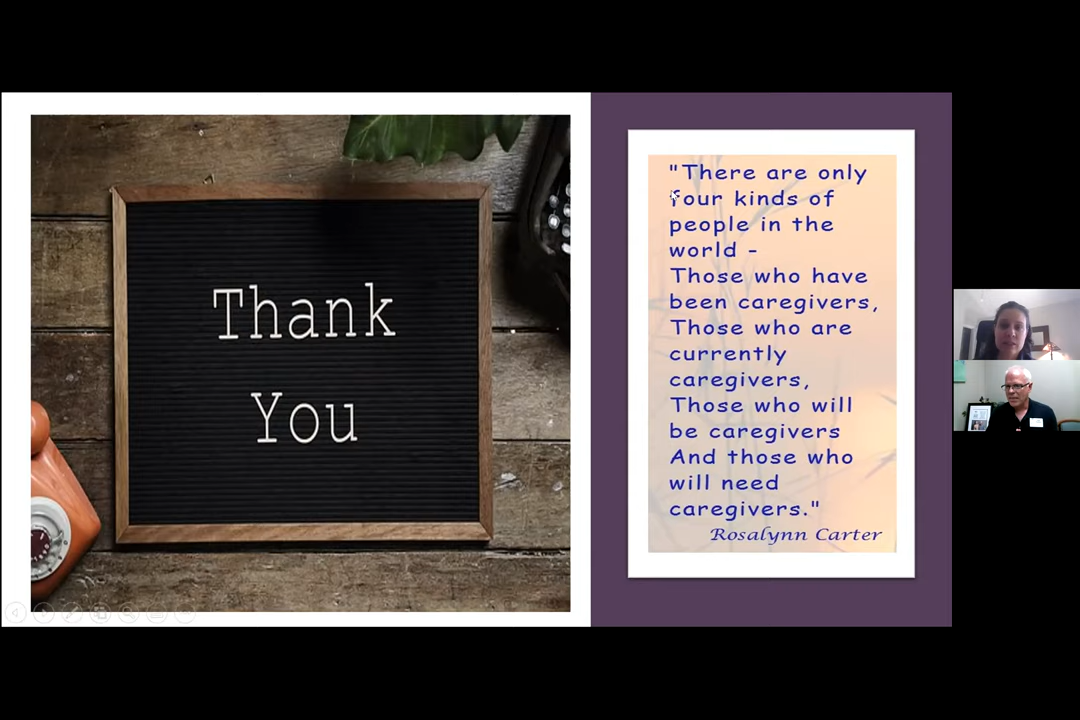 Thank
You
"There are only
four kinds of
people in the
world -
Those who have
been caregivers,
Those who are
currently
caregivers,
Those who will
be caregivers
And those who
will need
caregivers."
Rosalynn Carter